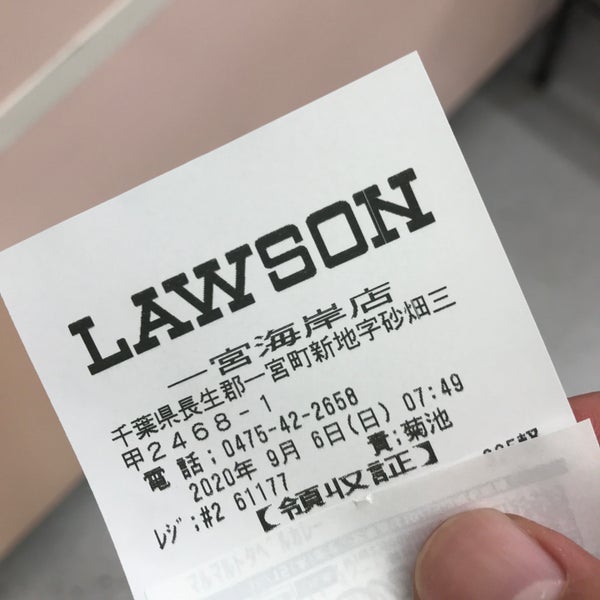 LAWSON
一宮海岸店
千葉県長生郡一宮町新地字砂畑三
甲2468-1
電 話;0475-42-2658
2020年 9月 6日(日) 07:49
レジ;#2 61177 責;菊池
【領収証】